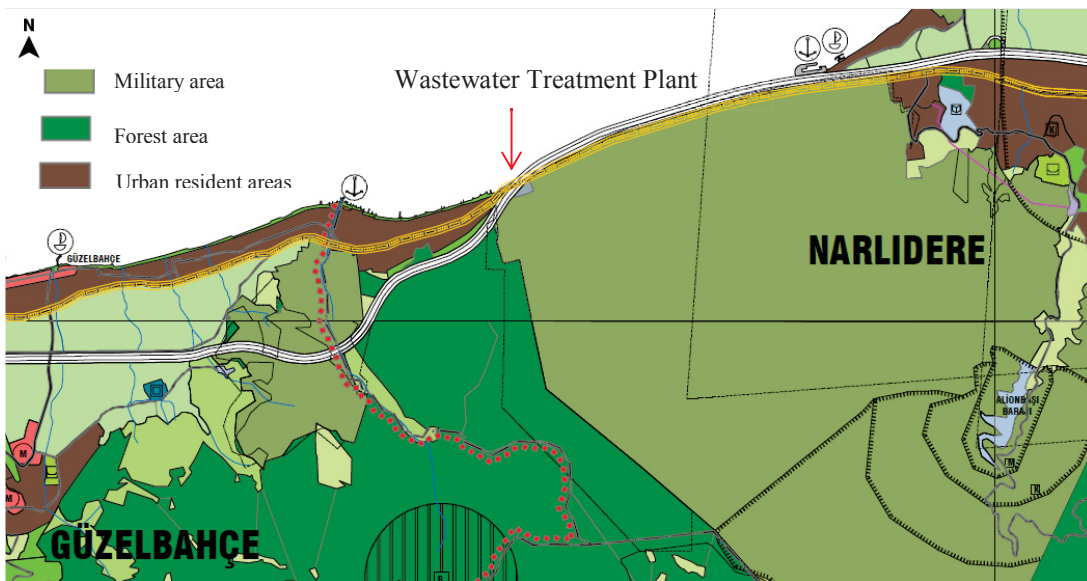 N
Military area
Forest area
Urban resident areas
Wastewater Treatment Plant
GÜZELBAHÇE
NARLIDERE
K
M
M
M
K
GÜZELBAHÇE
R